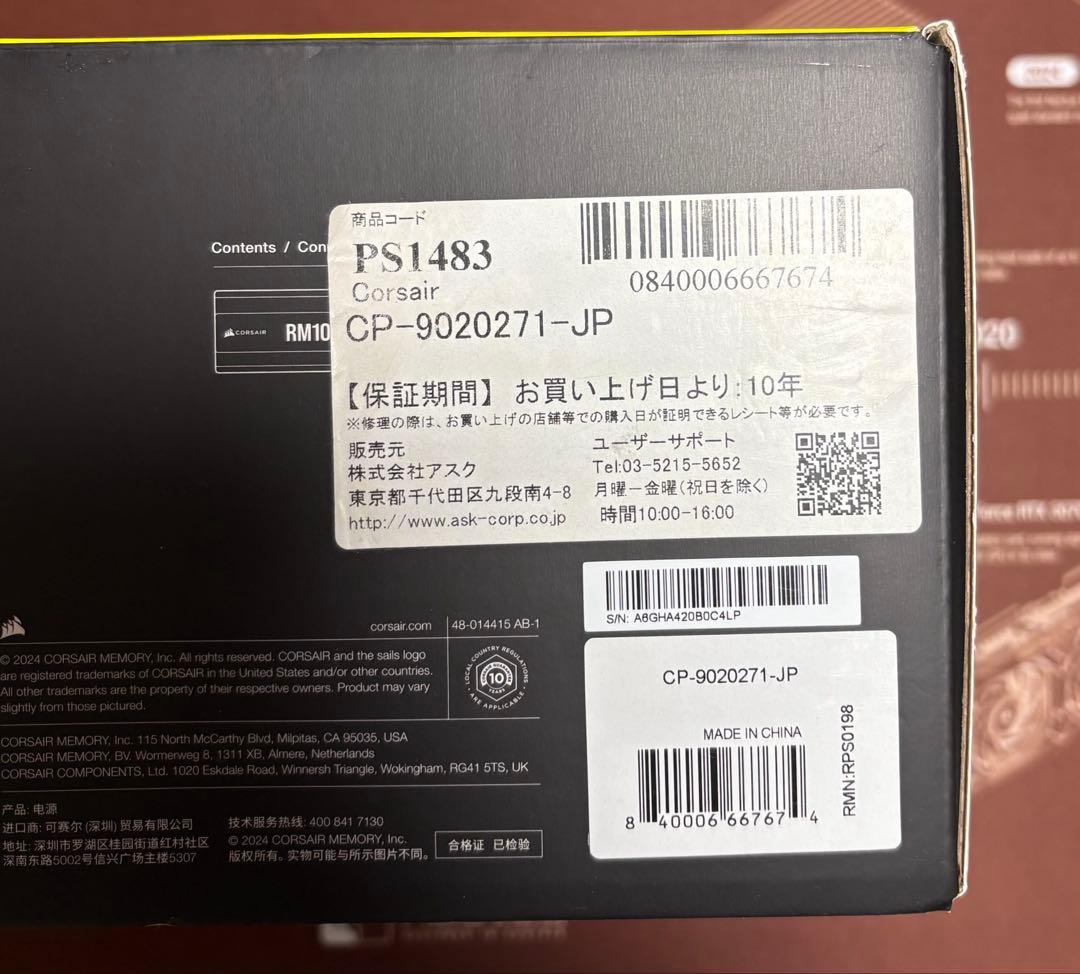 Contents / Con
CORSAIR RM10
商品コード
PS1483
0840006667674
Corsair
CP-9020271-JP
【保証期間】 お買い上げ日より:10年
※修理の際は、お買い上げの店舗等での購入日が証明できるレシート等が必要です。
販売元
株式会社アスク
東京都千代田区九段南4-8
http://www.ask-corp.co.jp
ユーザーサポート
Tel:03-5215-5652
月曜ー金曜(祝日を除く)
時間10:00-16:00
S/N: A6GHA420B0C4LP
CP-9020271-JP
MADE IN CHINA
8 40006 66767 4
RMN:RPS0198
corsair.com
48-014415 AB-1
© 2024 CORSAIR MEMORY, Inc. All rights reserved. CORSAIR and the sails logo
are registered trademarks of CORSAIR in the United States and/or other countries.
All other trademarks are the property of their respective owners. Product may vary
slightly from those pictured.
LOCAL COUNTRY REGULATIONS
10
YEARS
ARE APPLICABLE
CORSAIR MEMORY, Inc. 115 North McCarthy Blvd, Milpitas, CA 95035, USA
CORSAIR MEMORY, BV. Wormerweg 8, 1311 XB, Almere, Netherlands
CORSAIR COMPONENTS, Ltd. 1020 Eskdale Road, Winnersh Triangle, Wokingham, RG41 5TS, UK
产品: 电源
进口商: 可赛尔 (深圳) 贸易有限公司
地址: 深圳市罗湖区桂园街道红村社区
深南东路5002号信兴广场主楼5307
技术服务热线: 400 841 7130
© 2024 CORSAIR MEMORY, Inc.
版权所有。实物可能与所示图片不同。
合格证 已检验